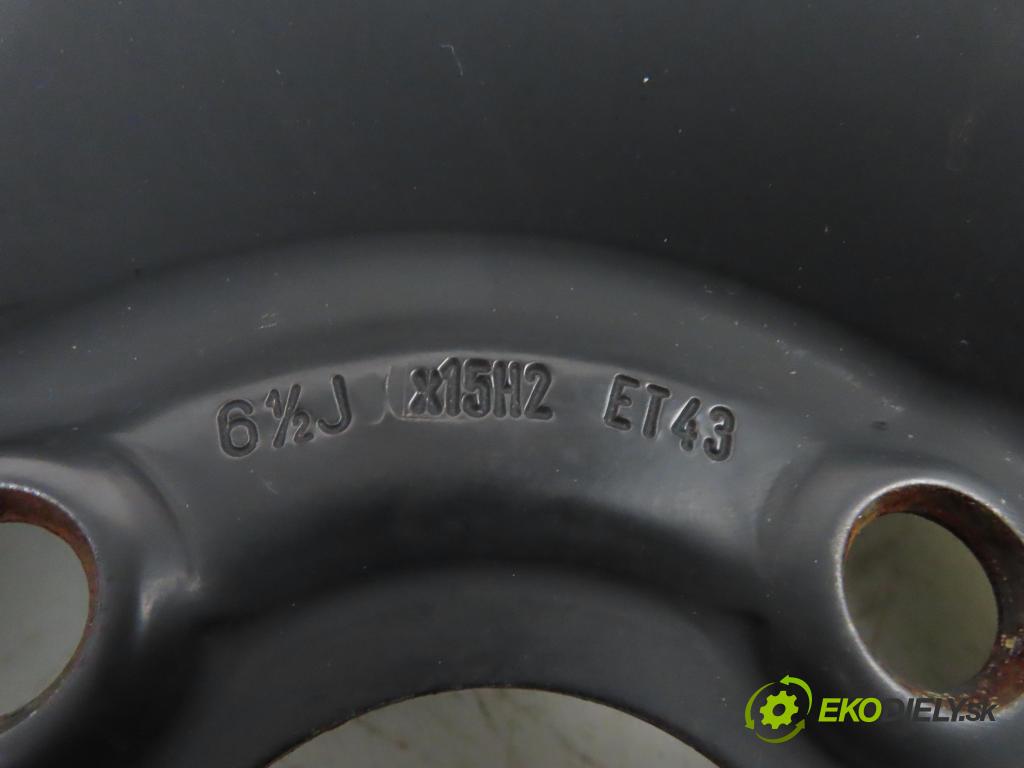 6½J x15H2 ET43
EKODIELY.SK